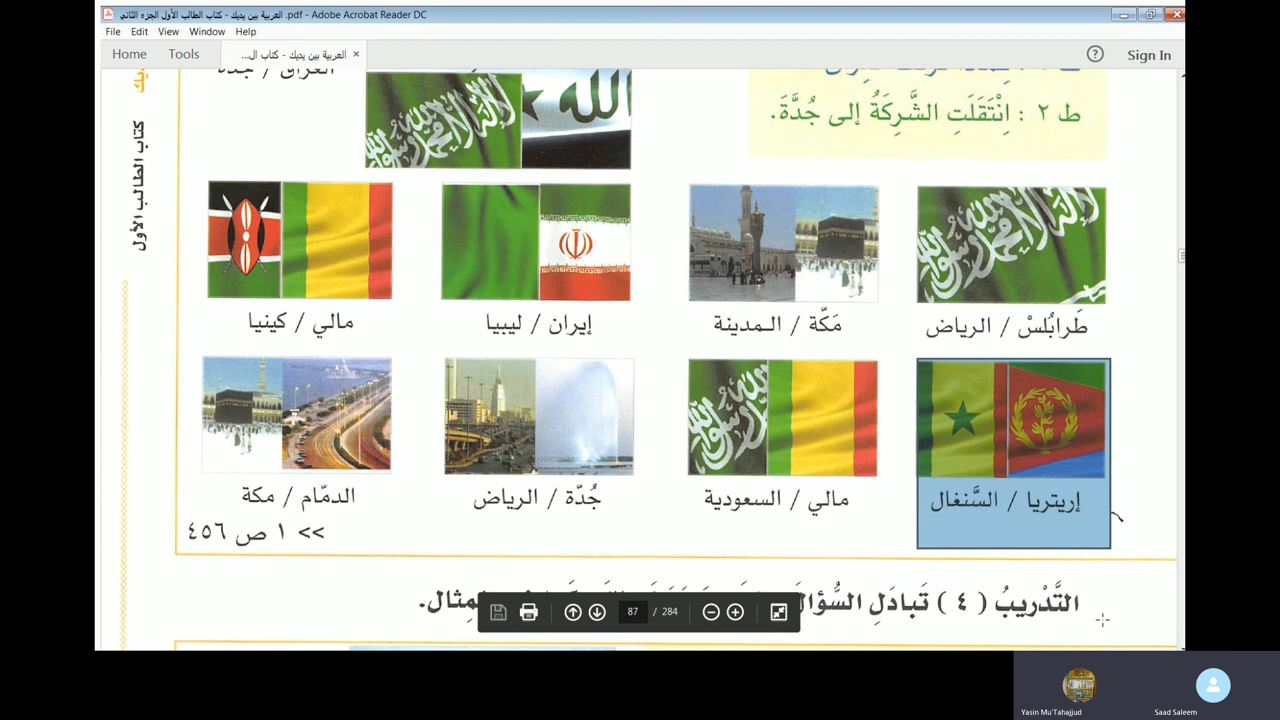 العربية بين يديك - كتاب الطالب الأول الجزء الثاني.pdf - Adobe Acrobat Reader DC
File Edit View Window Help
Home Tools العربية بين يديك - كتاب ال...
Sign In
كتاب الطالب الأول
العراق / جدة
ط ٢ : اِنْتَقَلَتِ الشَّرِكَةُ إلى جُدَّةَ.
طَرابُلسْ / الرياض
مَكّة / المدينة
إيران / ليبيا
مالي / كينيا
إريتريا / السَّنغال
مالي / السعودية
جُدّة / الرياض
الدمّام / مكة
>> ١ ص ٤٥٦
التَّدْريبُ ( ٤ ) تَبادَلِ السُّؤالَ
87 / 284
Yasin Mu'Tahajjud
Saad Saleem